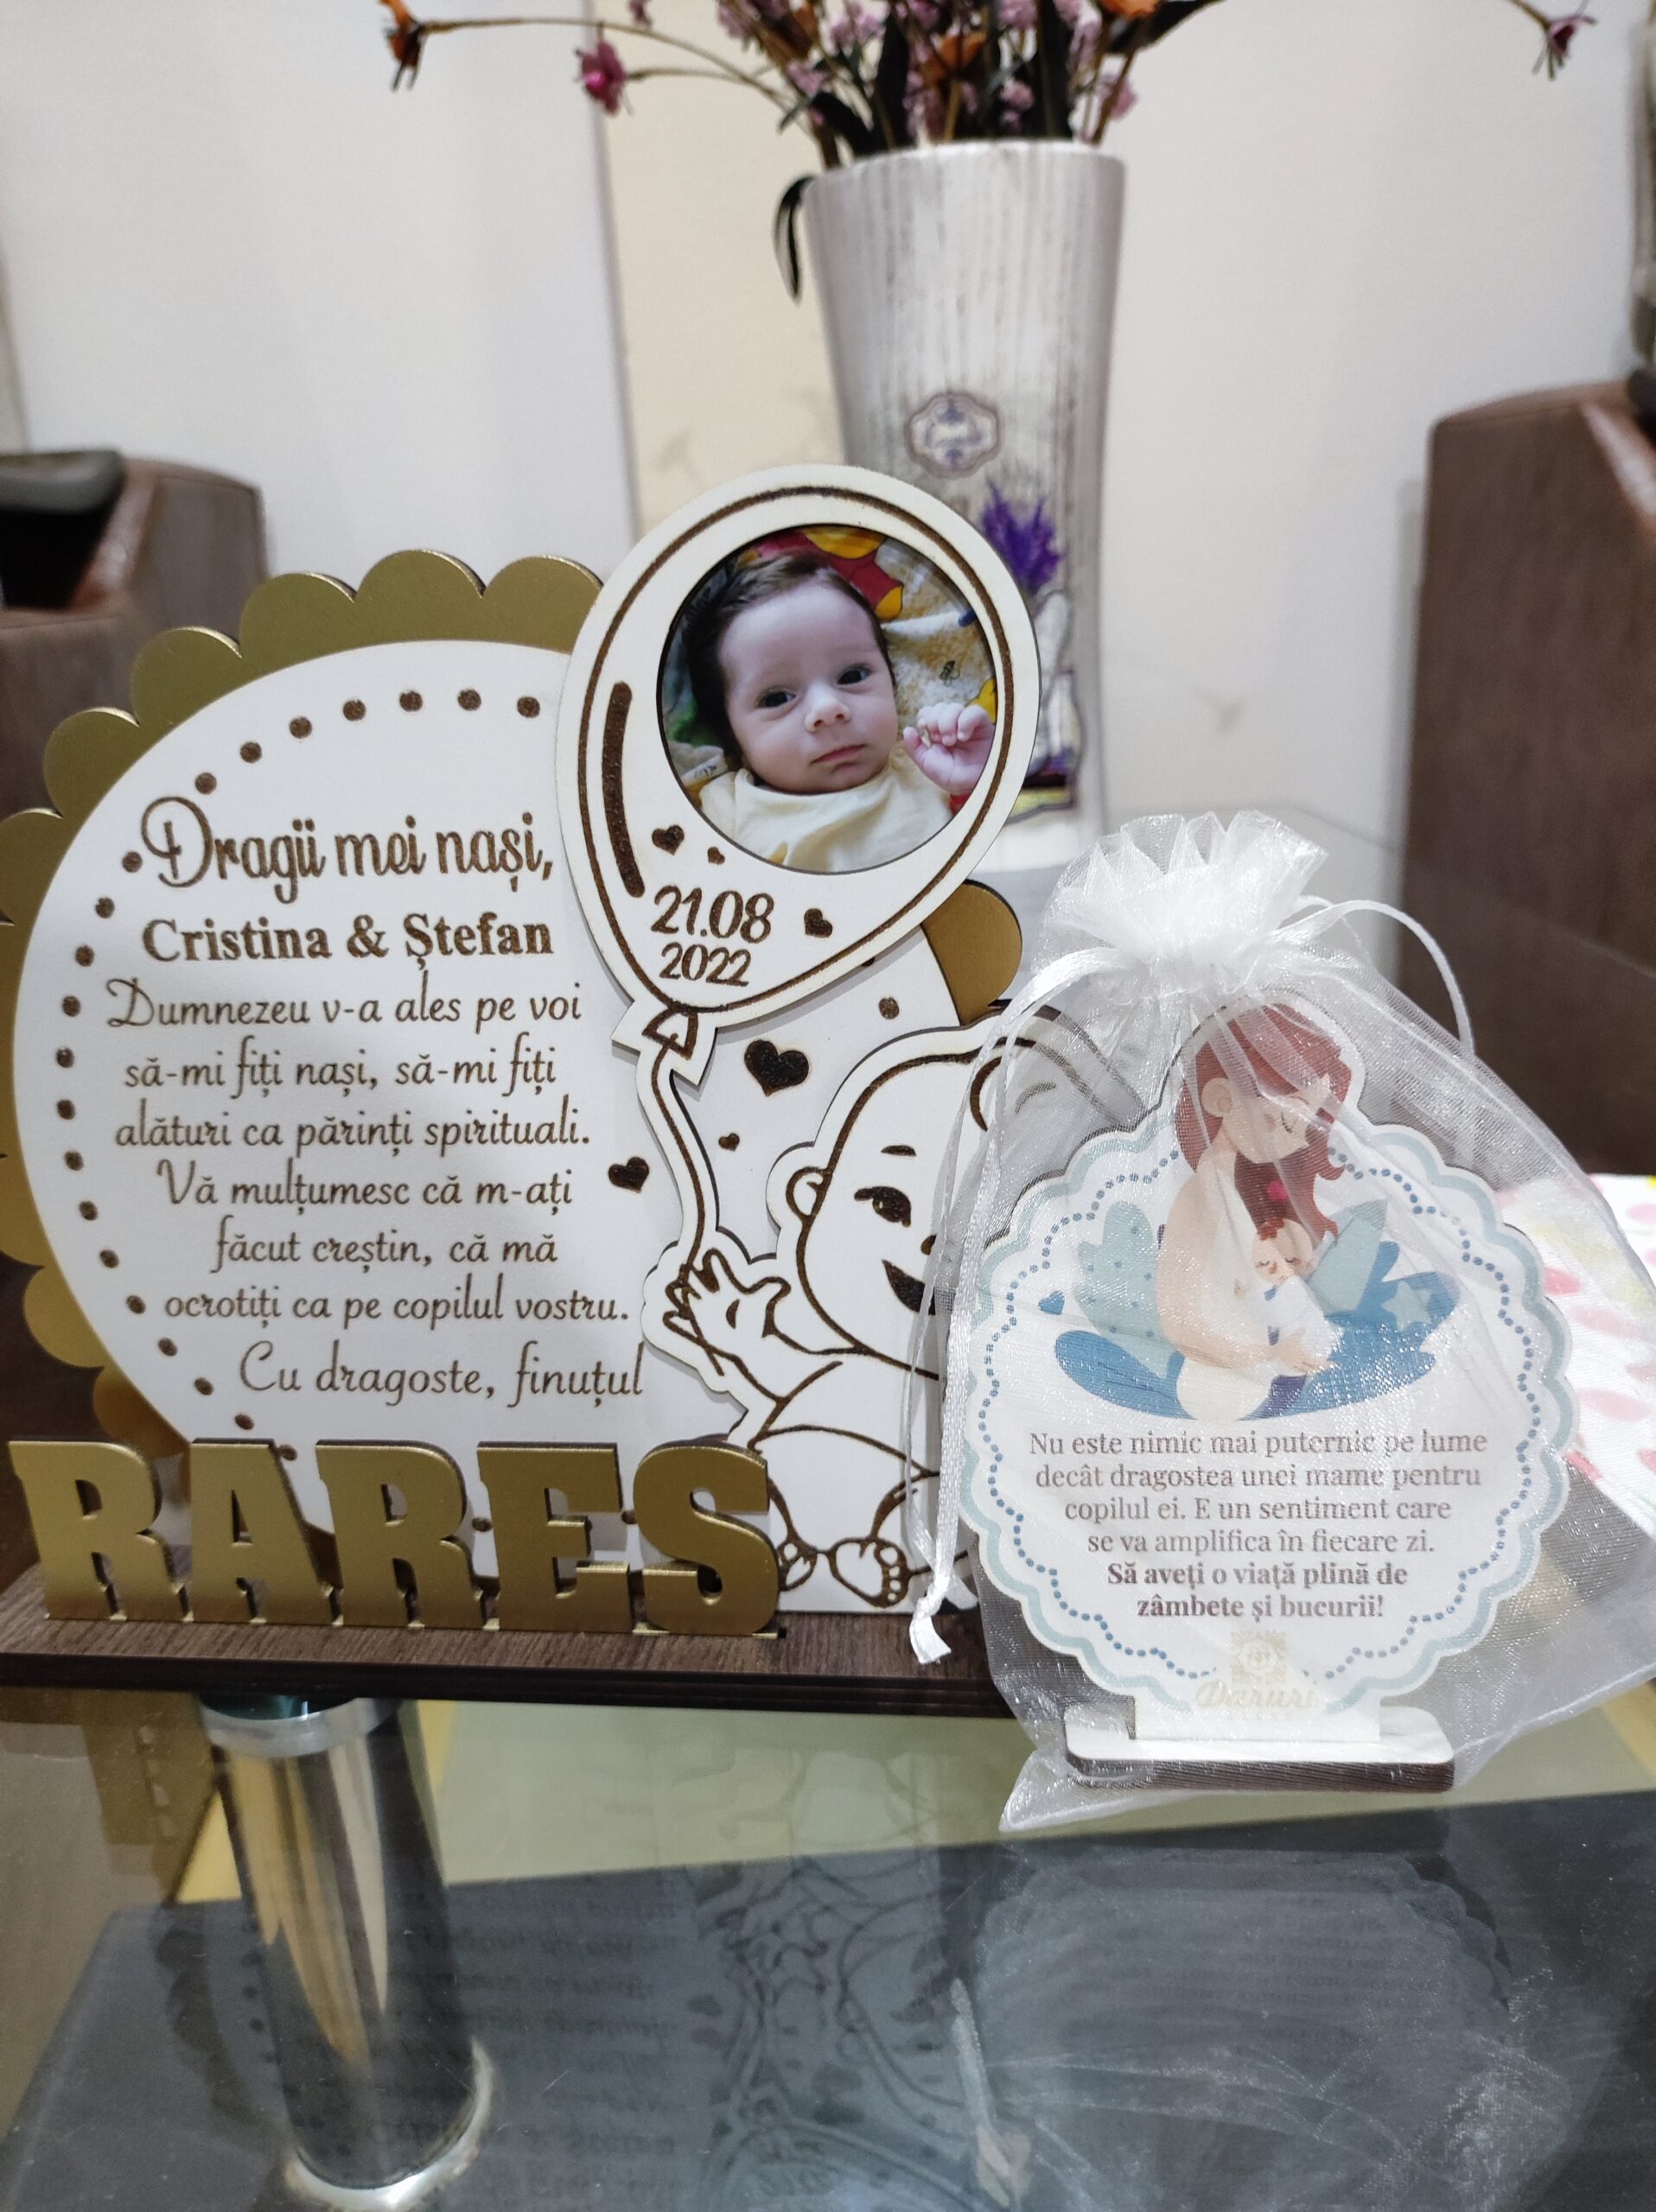 Dragii mei nași,
Cristina & Ștefan
Dumnezeu v-a ales pe voi
să-mi fiți nași, să-mi fiți
alături ca părinți spirituali.
Vă mulțumesc că m-ați
făcut creștin, că mă
ocrotiți ca pe copilul vostru.
Cu dragoste, finuțul
RARES
21.08
2022
Nu este nimic mai puternic pe lume
decât dragostea unei mame pentru
copilul ei. E un sentiment care
se va amplifica în fiecare zi.
Să aveți o viață plină de
zâmbete și bucurii!
Daruri